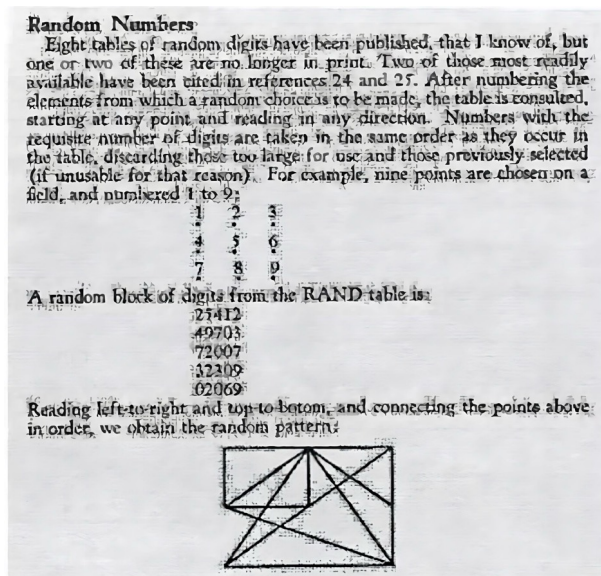 Random Numbers
Eight tables of random digits have been published, that I know of, but
one or two of these are no longer in print. Two of those most readily
available have been cited in references 24 and 25. After numbering the
elements from which a random choice is to be made, the table is consulted,
starting at any point and reading in any direction. Numbers with the
requisite number of digits are taken in the same order as they occur in
the table, discarding those too large for use and those previously selected
(if unusable for that reason). For example, nine points are chosen on a
field, and numbered 1 to 9:
1 2 3
4 5 6
7 8 9
A random block of digits from the RAND table is:
25412
49703
72007
32309
02069
Reading left-to-right and top-to-botom, and connecting the points above
in order, we obtain the random pattern: